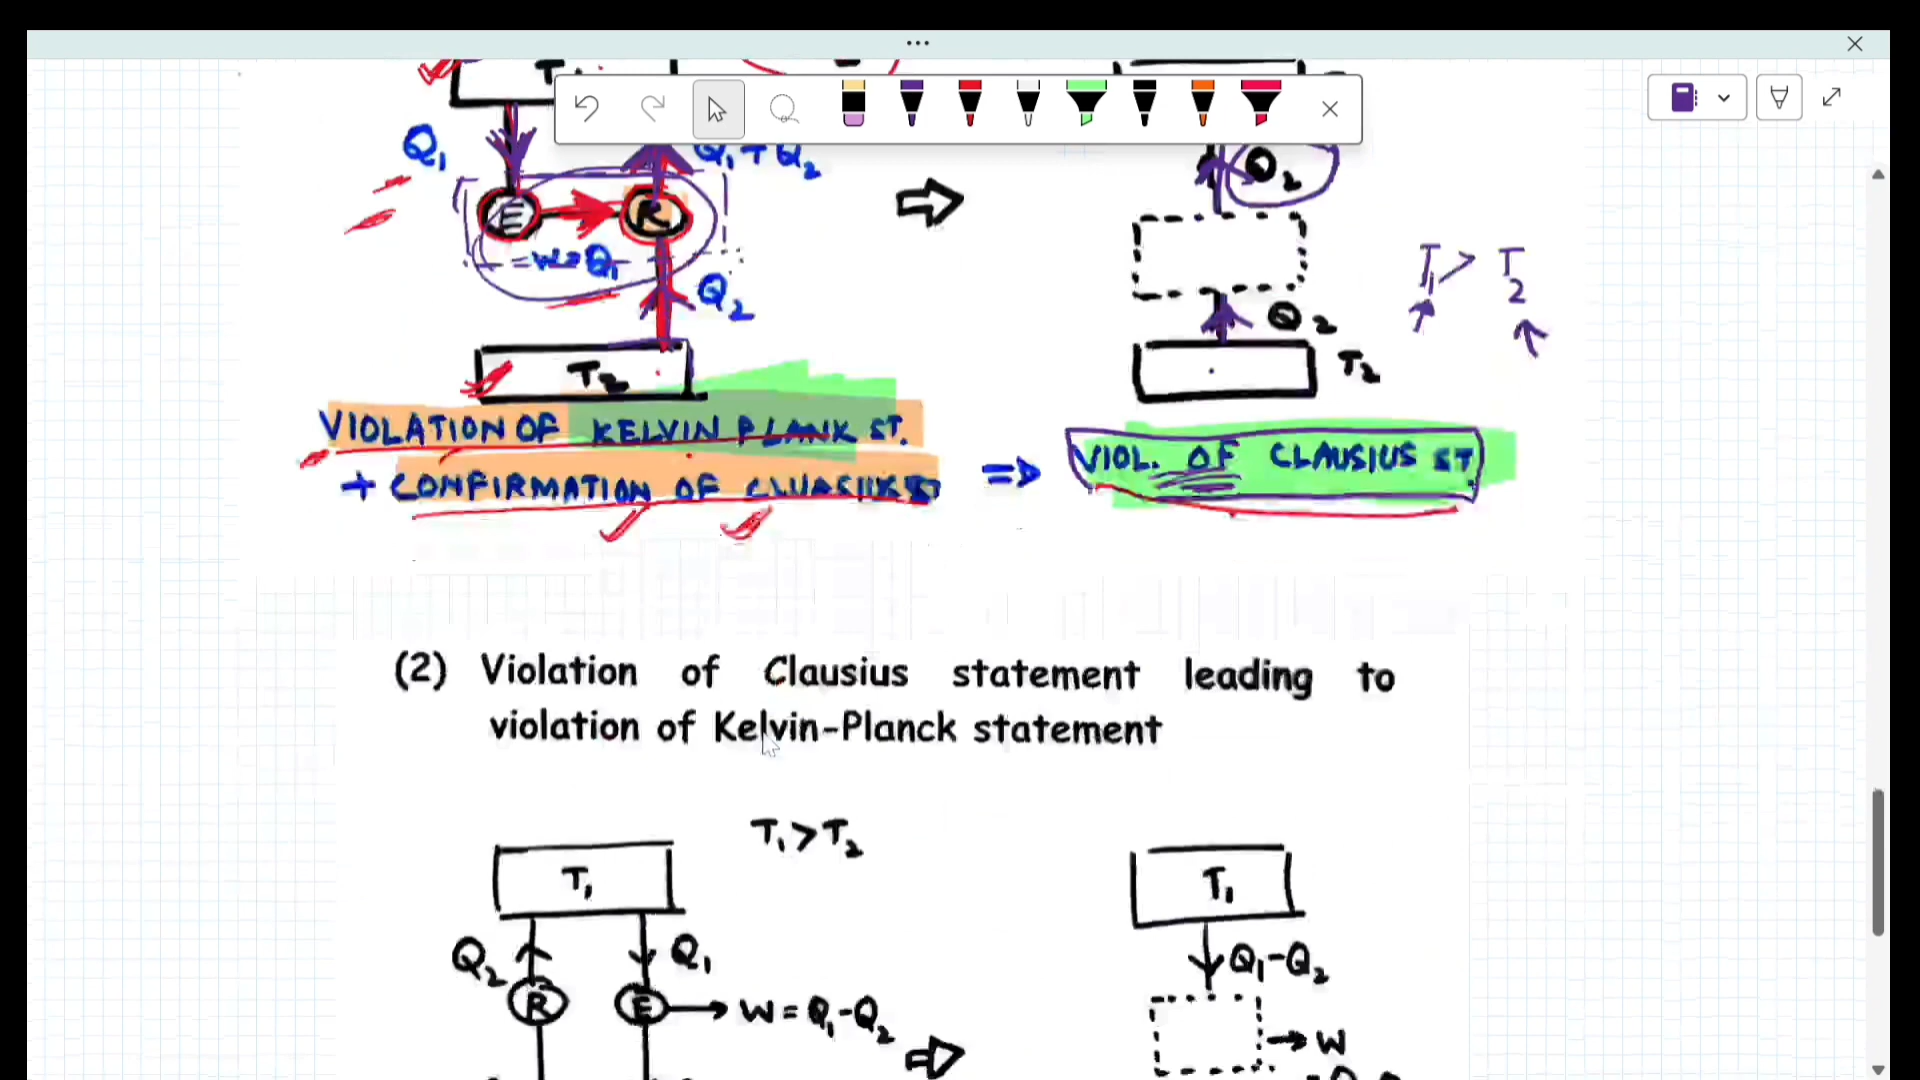 Q₁
Q₁+Q₂
E
R
W=Q₁
Q₂
T₂
Q₂
Q₂
T₂
T₁ > T₂
VIOLATION OF KELVIN PLANK ST.
+ CONFIRMATION OF
⇒
VIOL. OF CLAUSIUS ST
(2) Violation of Clausius statement leading to
violation of Kelvin-Planck statement
T₁>T₂
T₁
T₁
Q₂
Q₁
Q₁-Q₂
R
E
W = Q₁-Q₂
W